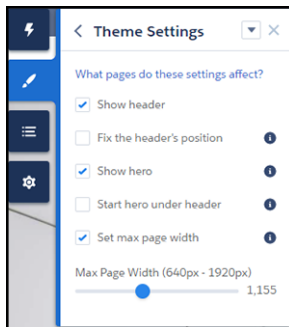 Theme Settings
What pages do these settings affect?
Show header
Fix the header's position
Show hero
Start hero under header
Set max page width
Max Page Width (640px - 1920px)
1,155